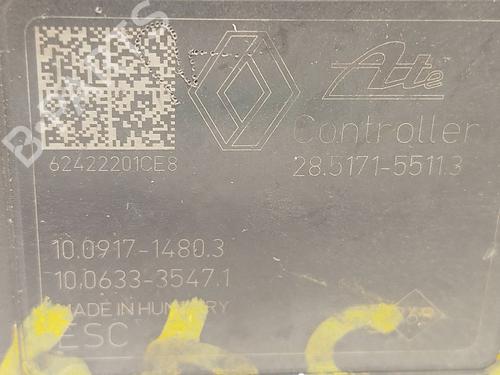 Ate
Controller
62422201CE8
28.5171-5511.3
10.0917-1480.3
10.0633-3547.1
MADE IN HUNGARY
ESC